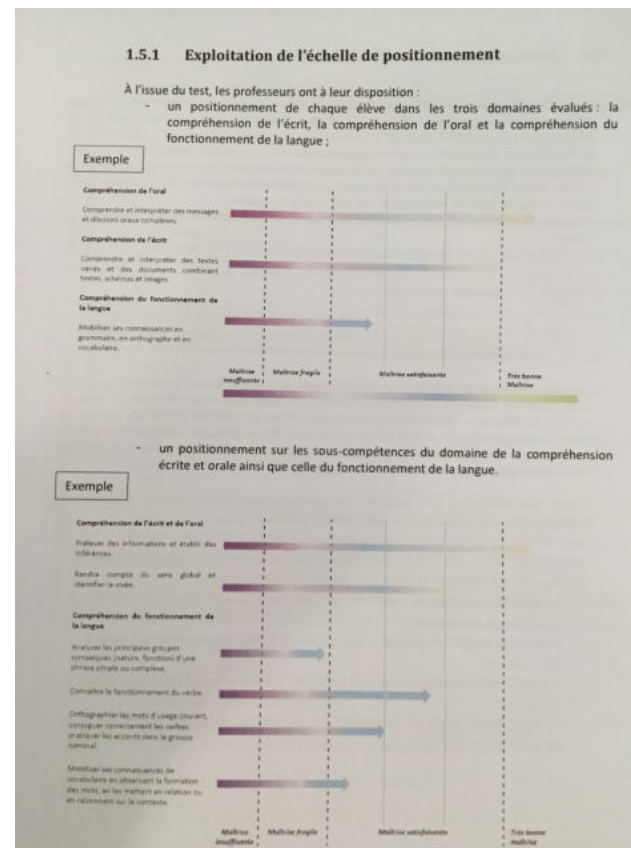 1.5.1 Exploitation de l'échelle de positionnement
À l'issue du test, les professeurs ont à leur disposition :
- un positionnement de chaque élève dans les trois domaines évalués : la
compréhension de l'écrit, la compréhension de l'oral et la compréhension du
fonctionnement de la langue ;
Exemple
Compréhension de l'oral
Comprendre et interpréter des messages
et discours oraux complexes.
Compréhension de l'écrit
Comprendre et interpréter des textes
variés et des documents combinant
textes, schémas et images.
Compréhension du fonctionnement de
la langue
Mobiliser ses connaissances en
grammaire, en orthographe et en
vocabulaire.
Maîtrise insuffisante
Maîtrise fragile
Maîtrise satisfaisante
Très bonne
Maîtrise
- un positionnement sur les sous-compétences du domaine de la compréhension
écrite et orale ainsi que celle du fonctionnement de la langue.
Exemple
Compréhension de l'écrit et de l'oral
Prélever des informations et établir des
inférences.
Rendre compte du sens global et
identifier la visée.
Compréhension du fonctionnement de
la langue
Analyser les principaux groupes
syntaxiques (nature, fonction) d'une
phrase simple ou complexe.
Connaître le fonctionnement du verbe.
Orthographier les mots d'usage courant,
conjuguer correctement les verbes,
pratiquer les accords dans le groupe
nominal.
Mobiliser ses connaissances de
vocabulaire en observant la formation
des mots, en les mettant en relation ou
en raisonnant sur le contexte.
Maîtrise
insuffisante
Maîtrise fragile
Maîtrise satisfaisante
Très bonne
maîtrise